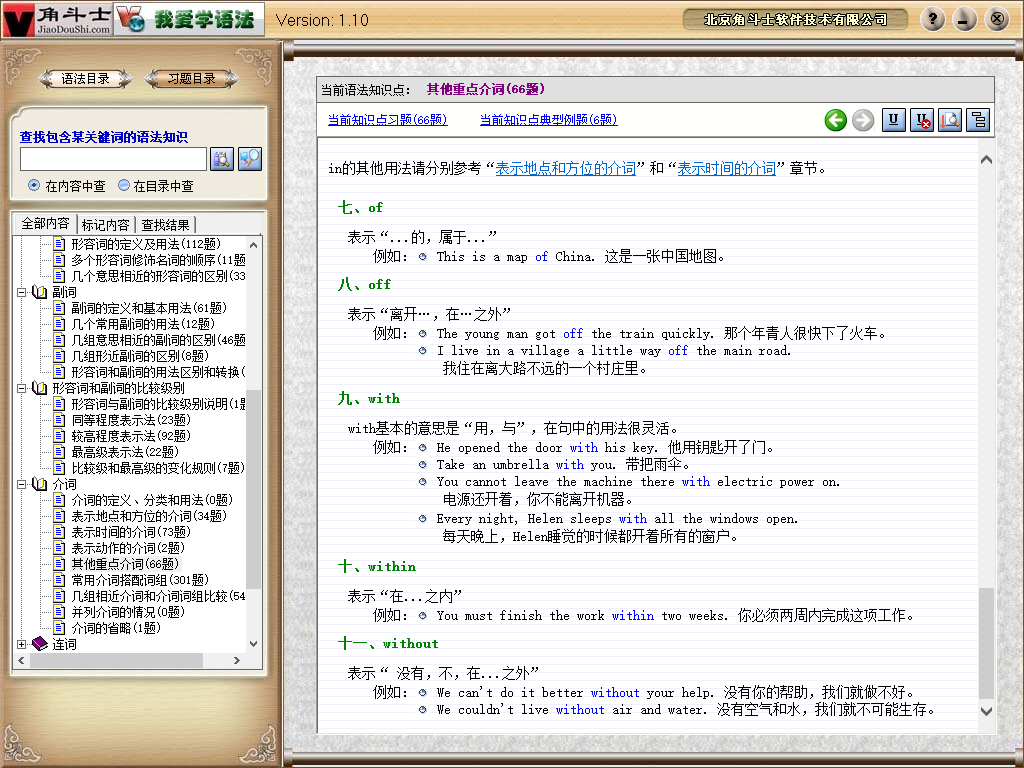 角斗士
JiaoDouShi.com
我爱学语法
Version: 1.10
北京角斗士软件技术有限公司
语法目录
习题目录
查找包含某关键词的语法知识
在内容中查
在目录中查
全部内容
标记内容
查找结果
形容词的定义及用法(112题)
多个形容词修饰名词的顺序(11题
几个意思相近的形容词的区别(33
副词
副词的定义和基本用法(61题)
几个常用副词的用法(12题)
几组意思相近的副词的区别(46题
几组形近副词的区别(8题)
形容词和副词的用法区别和转换(
形容词和副词的比较级别
形容词与副词的比较级别说明(1题
同等程度表示法(23题)
较高程度表示法(92题)
最高级表示法(22题)
比较级和最高级的变化规则(7题)
介词
介词的定义、分类和用法(0题)
表示地点和方位的介词(34题)
表示时间的介词(73题)
表示动作的介词(2题)
其他重点介词(66题)
常用介词搭配词组(301题)
几组相近介词和介词词组比较(54
并列介词的情况(0题)
介词的省略(1题)
连词
当前语法知识点： 其他重点介词(66题)
当前知识点习题(66题)
当前知识点典型例题(6题)
in的其他用法请分别参考“表示地点和方位的介词”和“表示时间的介词”章节。
七、of
表示“...的，属于...”
例如： This is a map of China. 这是一张中国地图。
八、off
表示“离开…，在…之外”
例如： The young man got off the train quickly. 那个年青人很快下了火车。
I live in a village a little way off the main road.
我住在离大路不远的一个村庄里。
九、with
with基本的意思是“用，与”，在句中的用法很灵活。
例如： He opened the door with his key. 他用钥匙开了门。
Take an umbrella with you. 带把雨伞。
You cannot leave the machine there with electric power on.
电源还开着，你不能离开机器。
Every night, Helen sleeps with all the windows open.
每天晚上，Helen睡觉的时候都开着所有的窗户。
十、within
表示“在...之内”
例如： You must finish the work within two weeks. 你必须两周内完成这项工作。
十一、without
表示“ 没有，不，在...之外”
例如： We can't do it better without your help. 没有你的帮助，我们就做不好。
We couldn't live without air and water. 没有空气和水，我们就不可能生存。